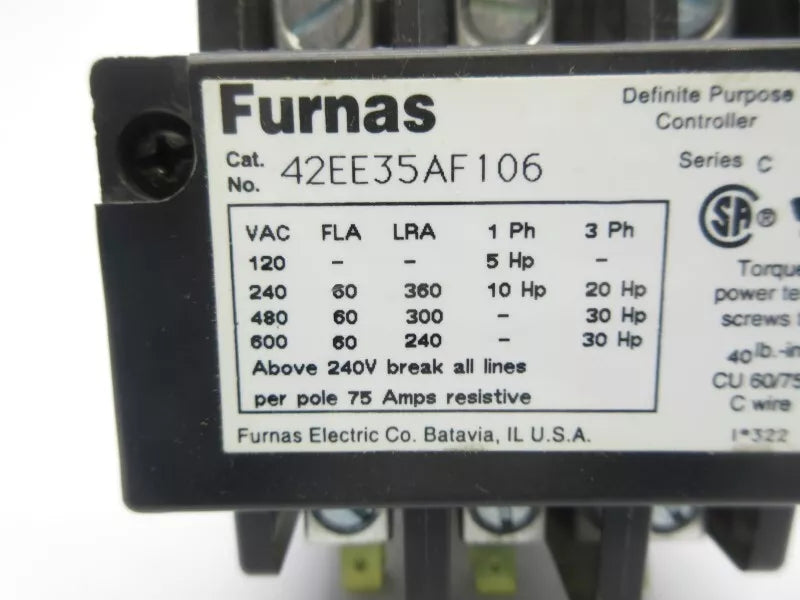 Furnas
Definite Purpose
Controller
Cat.
No. 42EE35AF106
Series C
VAC FLA LRA 1 Ph 3 Ph
120 - - 5 Hp -
240 60 360 10 Hp 20 Hp
480 60 300 - 30 Hp
600 60 240 - 30 Hp
Above 240V break all lines
per pole 75 Amps resistive
SA ®
Torque
power te
screws
40 lb.-in
CU 60/75
C wire
I*322
Furnas Electric Co. Batavia, IL U.S.A.